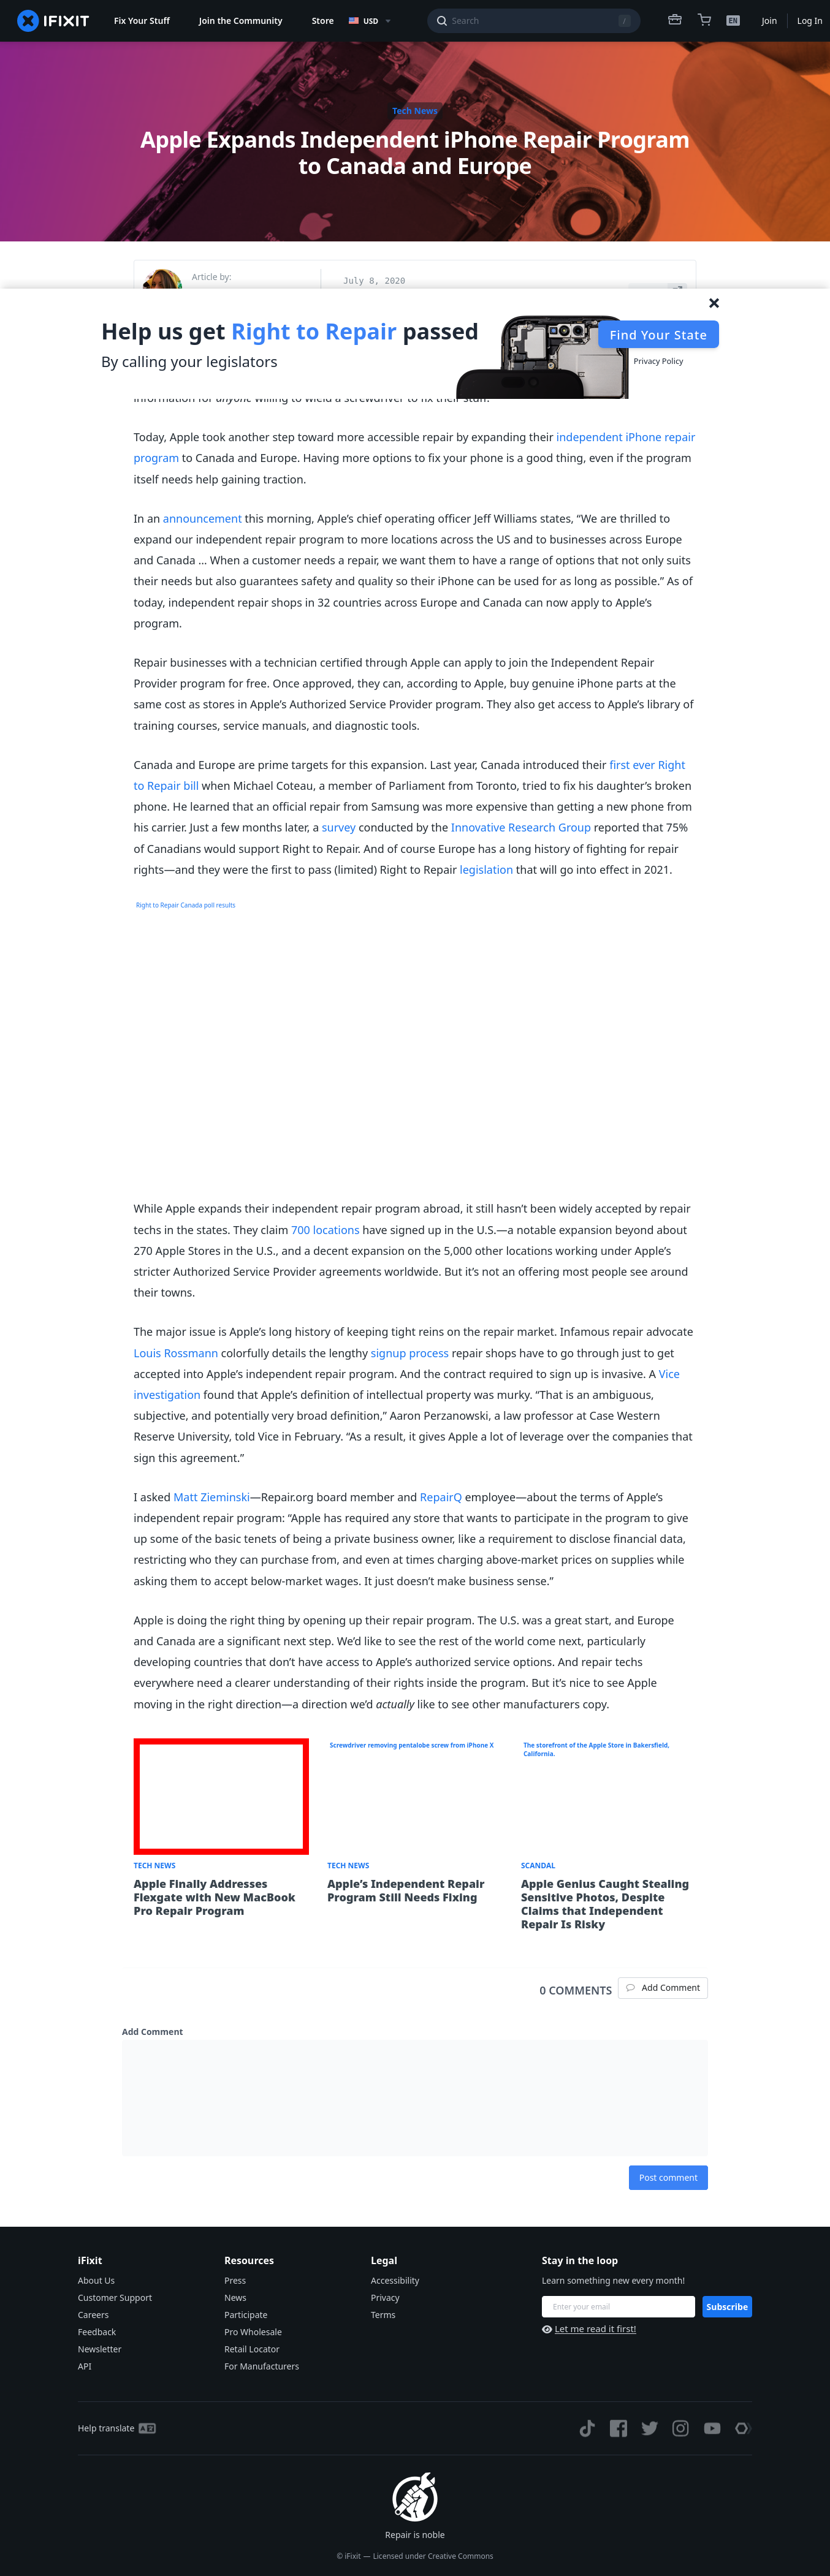 IFIXIT
Fix Your Stuff
Join the Community
Store
USD
Search
/
EN
Join
Log In
Tech News
Apple Expands Independent iPhone Repair Program
to Canada and Europe
Article by:
July 8, 2020
Help us get Right to Repair passed
By calling your legislators
Find Your State
Privacy Policy
information for anyone willing to wield a screwdriver to fix their stuff.
Today, Apple took another step toward more accessible repair by expanding their independent iPhone repair
program to Canada and Europe. Having more options to fix your phone is a good thing, even if the program
itself needs help gaining traction.
In an announcement this morning, Apple’s chief operating officer Jeff Williams states, “We are thrilled to
expand our independent repair program to more locations across the US and to businesses across Europe
and Canada … When a customer needs a repair, we want them to have a range of options that not only suits
their needs but also guarantees safety and quality so their iPhone can be used for as long as possible.” As of
today, independent repair shops in 32 countries across Europe and Canada can now apply to Apple’s
program.
Repair businesses with a technician certified through Apple can apply to join the Independent Repair
Provider program for free. Once approved, they can, according to Apple, buy genuine iPhone parts at the
same cost as stores in Apple’s Authorized Service Provider program. They also get access to Apple’s library of
training courses, service manuals, and diagnostic tools.
Canada and Europe are prime targets for this expansion. Last year, Canada introduced their first ever Right
to Repair bill when Michael Coteau, a member of Parliament from Toronto, tried to fix his daughter’s broken
phone. He learned that an official repair from Samsung was more expensive than getting a new phone from
his carrier. Just a few months later, a survey conducted by the Innovative Research Group reported that 75%
of Canadians would support Right to Repair. And of course Europe has a long history of fighting for repair
rights—and they were the first to pass (limited) Right to Repair legislation that will go into effect in 2021.
Right to Repair Canada poll results
While Apple expands their independent repair program abroad, it still hasn’t been widely accepted by repair
techs in the states. They claim 700 locations have signed up in the U.S.—a notable expansion beyond about
270 Apple Stores in the U.S., and a decent expansion on the 5,000 other locations working under Apple’s
stricter Authorized Service Provider agreements worldwide. But it’s not an offering most people see around
their towns.
The major issue is Apple’s long history of keeping tight reins on the repair market. Infamous repair advocate
Louis Rossmann colorfully details the lengthy signup process repair shops have to go through just to get
accepted into Apple’s independent repair program. And the contract required to sign up is invasive. A Vice
investigation found that Apple’s definition of intellectual property was murky. “That is an ambiguous,
subjective, and potentially very broad definition,” Aaron Perzanowski, a law professor at Case Western
Reserve University, told Vice in February. “As a result, it gives Apple a lot of leverage over the companies that
sign this agreement.”
I asked Matt Zieminski—Repair.org board member and RepairQ employee—about the terms of Apple’s
independent repair program: “Apple has required any store that wants to participate in the program to give
up some of the basic tenets of being a private business owner, like a requirement to disclose financial data,
restricting who they can purchase from, and even at times charging above-market prices on supplies while
asking them to accept below-market wages. It just doesn’t make business sense.”
Apple is doing the right thing by opening up their repair program. The U.S. was a great start, and Europe
and Canada are a significant next step. We’d like to see the rest of the world come next, particularly
developing countries that don’t have access to Apple’s authorized service options. And repair techs
everywhere need a clearer understanding of their rights inside the program. But it’s nice to see Apple
moving in the right direction—a direction we’d actually like to see other manufacturers copy.
Screwdriver removing pentalobe screw from iPhone X
The storefront of the Apple Store in Bakersfield,
California.
TECH NEWS
Apple Finally Addresses
Flexgate with New MacBook
Pro Repair Program
TECH NEWS
Apple’s Independent Repair
Program Still Needs Fixing
SCANDAL
Apple Genius Caught Stealing
Sensitive Photos, Despite
Claims that Independent
Repair Is Risky
0 COMMENTS
Add Comment
Add Comment
Post comment
iFixit
About Us
Customer Support
Careers
Feedback
Newsletter
API
Resources
Press
News
Participate
Pro Wholesale
Retail Locator
For Manufacturers
Legal
Accessibility
Privacy
Terms
Stay in the loop
Learn something new every month!
Enter your email
Subscribe
Let me read it first!
Help translate
Repair is noble
© iFixit — Licensed under Creative Commons